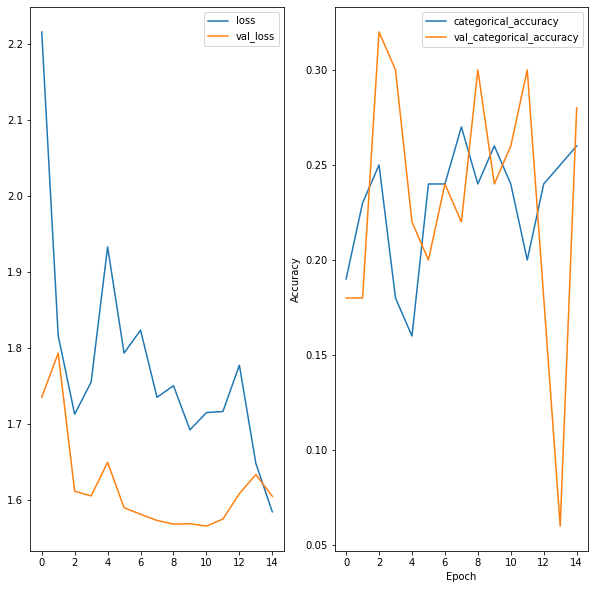 loss
val_loss
2.2
2.1
2.0
1.9
1.8
1.7
1.6
0 2 4 6 8 10 12 14
categorical_accuracy
val_categorical_accuracy
Accuracy
0.30
0.25
0.20
0.15
0.10
0.05
0 2 4 6 8 10 12 14
Epoch